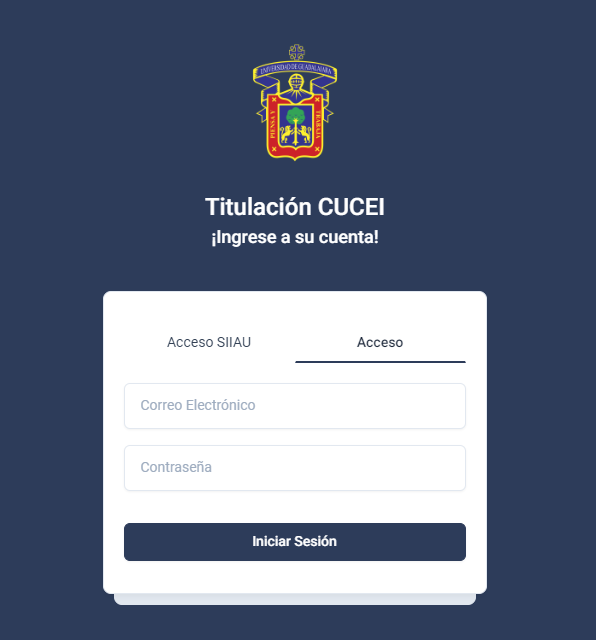 UNIVERSIDAD DE GUADALAJARA
PIENSA Y
TRABAJA
Titulación CUCEI
¡Ingrese a su cuenta!
Acceso SIIAU
Acceso
Correo Electrónico
Contraseña
Iniciar Sesión